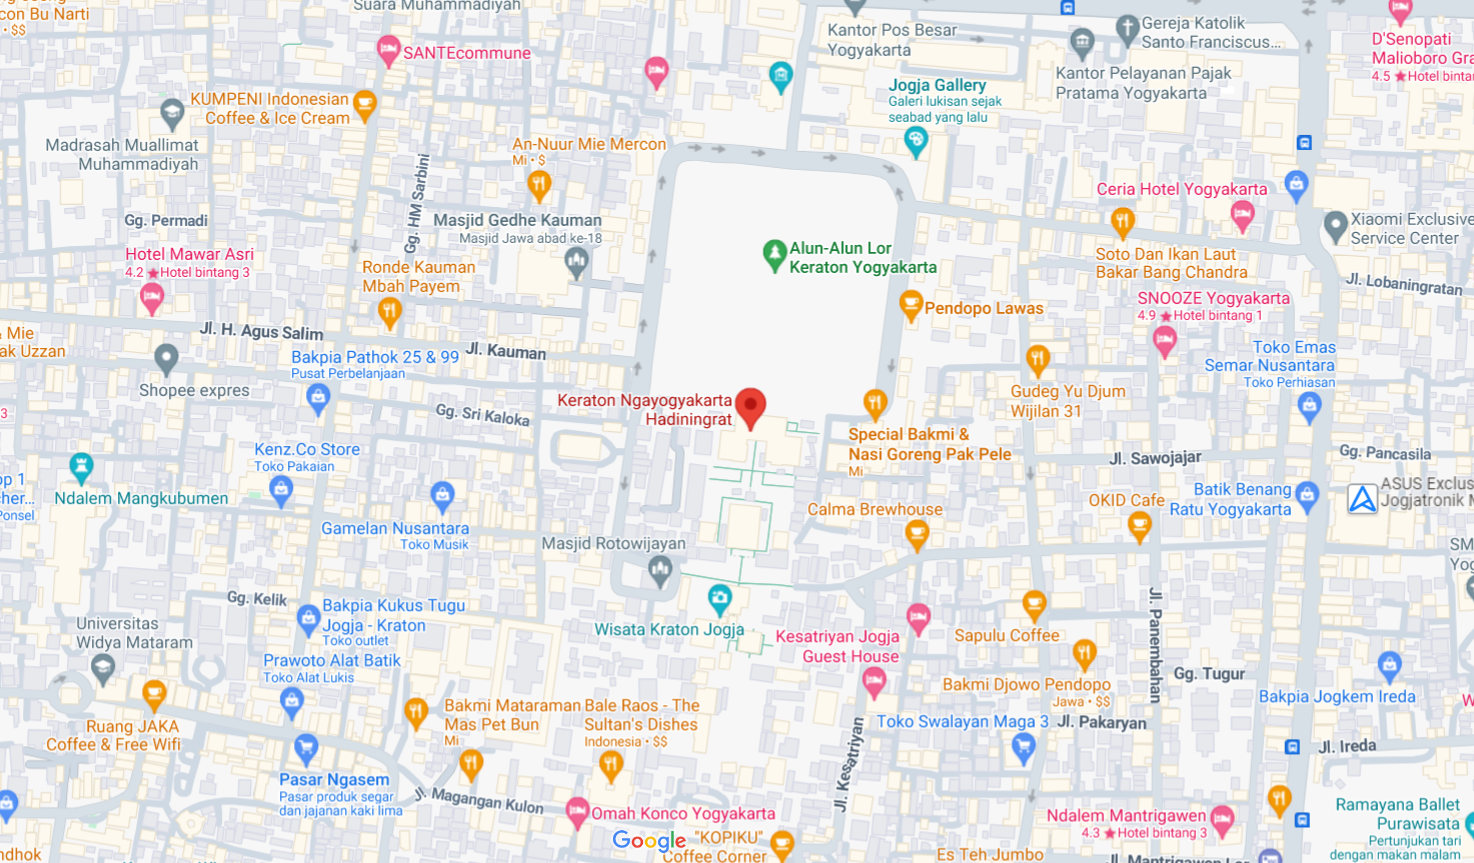 con Bu Narti
• $$
Suara Muhammadiyah
SANTEcommune
Kantor Pos Besar
Yogyakarta
Gereja Katolik
Santo Franciscus...
D'Senopati
Malioboro Gra
4.5 ★ Hotel binta
Kantor Pelayanan Pajak
Pratama Yogyakarta
Jogja Gallery
Galeri lukisan sejak
seabad yang lalu
KUMPENI Indonesian
Coffee & Ice Cream
Madrasah Muallimat
Muhammadiyah
An-Nuur Mie Mercon
Mi • $
Gg. HM Sarbini
Gg. Permadi
Masjid Gedhe Kauman
Masjid Jawa abad ke-18
Ceria Hotel Yogyakarta
Xiaomi Exclusive
Service Center
Soto Dan Ikan Laut
Bakar Bang Chandra
Alun-Alun Lor
Keraton Yogyakarta
Hotel Mawar Asri
4.2 ★ Hotel bintang 3
Ronde Kauman
Mbah Payem
Jl. Lobaningratan
SNOOZE Yogyakarta
4.9 ★ Hotel bintang 1
Pendopo Lawas
Jl. H. Agus Salim
& Mie
ak Uzzan
Jl. Kauman
Toko Emas
Semar Nusantara
Toko Perhiasan
Bakpia Pathok 25 & 99
Pusat Perbelanjaan
Shopee expres
Gudeg Yu Djum
Wijilan 31
Keraton Ngayogyakarta
Hadiningrat
3
Gg. Sri Kaloka
Special Bakmi &
Nasi Goreng Pak Pele
Mi
Kenz.Co Store
Toko Pakaian
Jl. Sawojajar
Gg. Pancasila
op 1
cher...
Ponsel
Ndalem Mangkubumen
Batik Benang
Ratu Yogyakarta
ASUS Exclus
Jogjatronik M
OKID Cafe
Calma Brewhouse
Gamelan Nusantara
Toko Musik
Masjid Rotowijayan
SM
Yog
Gg. Kelik
Bakpia Kukus Tugu
Jogja - Kraton
Toko outlet
Universitas
Widya Mataram
Wisata Kraton Jogja
Kesatriyan Jogja
Guest House
Sapulu Coffee
Jl. Panembahan
Prawoto Alat Batik
Toko Alat Lukis
Gg. Tugur
Bakmi Djowo Pendopo
Jawa • $$
Bakpia Jogkem Ireda
W
Bakmi Mataraman
Mas Pet Bun
Mi
Bale Raos - The
Sultan's Dishes
Indonesia • $$
Ruang JAKA
Coffee & Free Wifi
Toko Swalayan Maga 3
Jl. Pakaryan
Jl. Ireda
Jl. Kesatriyan
Pasar Ngasem
Pasar produk segar
dan jajanan kaki lima
Jl. Magangan Kulon
Omah Konco Yogyakarta
Ndalem Mantrigawen
4.3 ★ Hotel bintang 3
Ramayana Ballet
Purawisata
Pertunjukan tari
dengan makan malam
Google
"KOPIKU"
Coffee Corner
Es Teh Jumbo
ndhok
Jl. Mantrigawen Lor